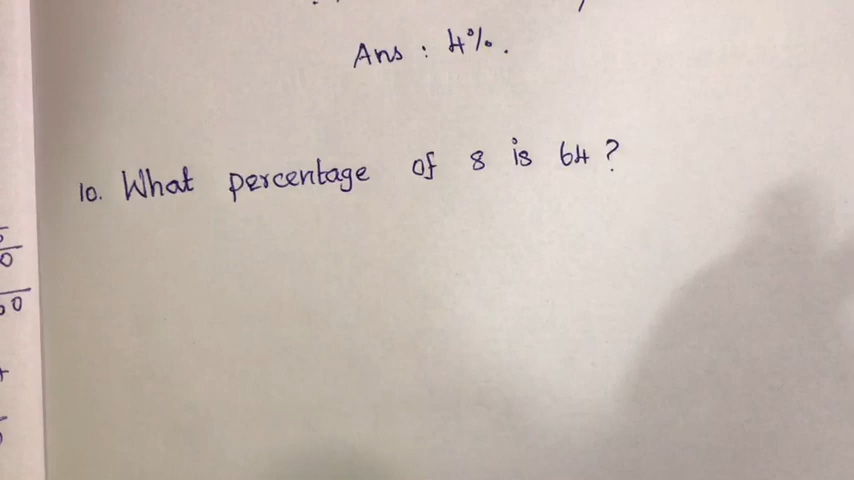 Ans : 4%.
10. What percentage of 8 is 64 ?